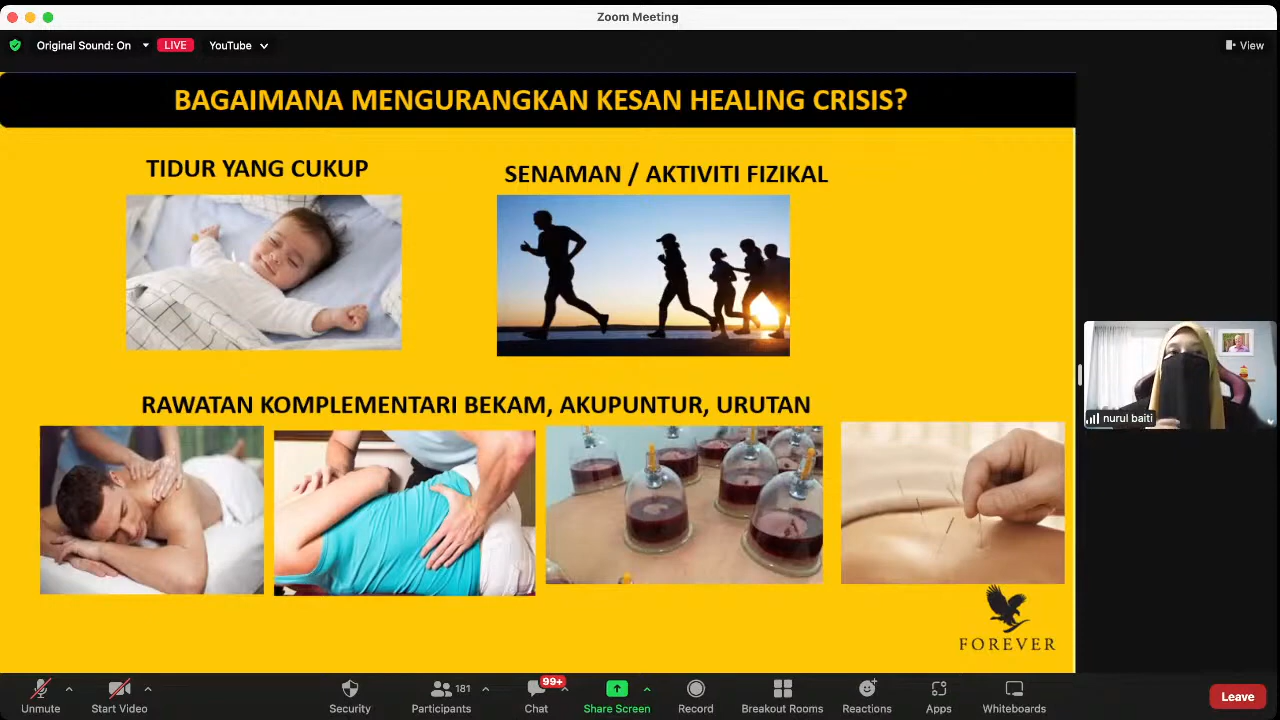 Zoom Meeting
Original Sound: On
LIVE
YouTube
View
BAGAIMANA MENGURANGKAN KESAN HEALING CRISIS?
TIDUR YANG CUKUP
SENAMAN / AKTIVITI FIZIKAL
RAWATAN KOMPLEMENTARI BEKAM, AKUPUNTUR, URUTAN
nurul baiti
FOREVER
Unmute
Start Video
Security
181
Participants
99+
Chat
Share Screen
Record
Breakout Rooms
Reactions
Apps
Whiteboards
Leave